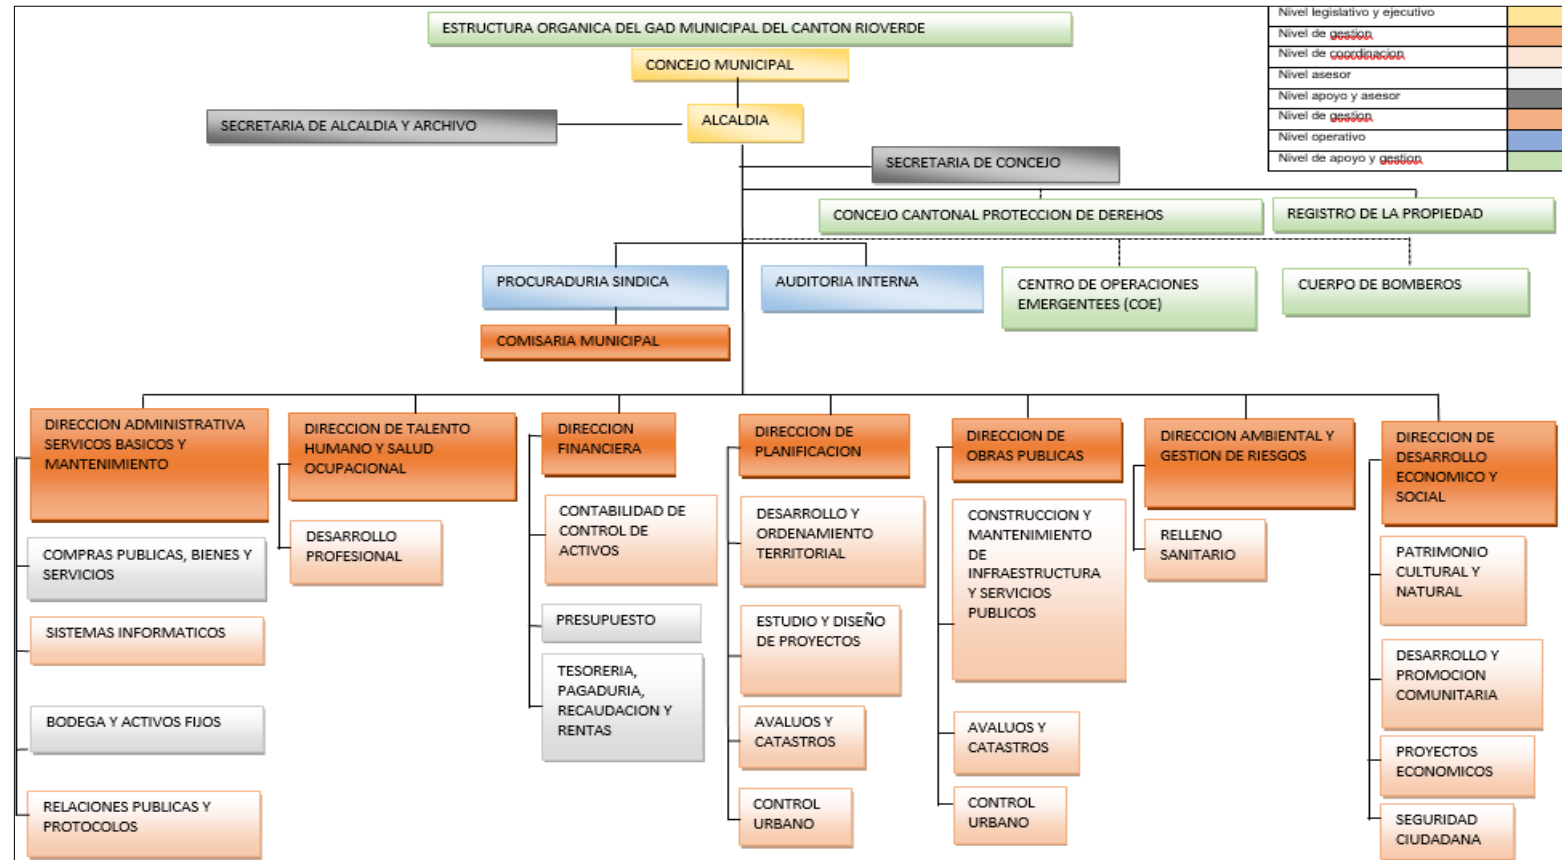 ESTRUCTURA ORGANICA DEL GAD MUNICIPAL DEL CANTON RIOVERDE
Nivel legislativo y ejecutivo
Nivel de gestion
Nivel de coordinacion
Nivel asesor
Nivel apoyo y asesor
Nivel de gestion
Nivel operativo
Nivel de apoyo y gestion
CONCEJO MUNICIPAL
ALCALDIA
SECRETARIA DE ALCALDIA Y ARCHIVO
SECRETARIA DE CONCEJO
CONCEJO CANTONAL PROTECCION DE DEREHOS
REGISTRO DE LA PROPIEDAD
PROCURADURIA SINDICA
AUDITORIA INTERNA
CENTRO DE OPERACIONES
EMERGENTEES (COE)
CUERPO DE BOMBEROS
COMISARIA MUNICIPAL
DIRECCION ADMINISTRATIVA
SERVICOS BASICOS Y
MANTENIMIENTO
COMPRAS PUBLICAS, BIENES Y
SERVICIOS
SISTEMAS INFORMATICOS
BODEGA Y ACTIVOS FIJOS
RELACIONES PUBLICAS Y
PROTOCOLOS
DIRECCION DE TALENTO
HUMANO Y SALUD
OCUPACIONAL
DESARROLLO
PROFESIONAL
DIRECCION
FINANCIERA
CONTABILIDAD DE
CONTROL DE
ACTIVOS
PRESUPUESTO
TESORERIA,
PAGADURIA,
RECAUDACION Y
RENTAS
DIRECCION DE
PLANIFICACION
DESARROLLO Y
ORDENAMIENTO
TERRITORIAL
ESTUDIO Y DISEÑO
DE PROYECTOS
AVALUOS Y
CATASTROS
CONTROL
URBANO
DIRECCION DE
OBRAS PUBLICAS
CONSTRUCCION Y
MANTENIMIENTO
DE
INFRAESTRUCTURA
Y SERVICIOS
PUBLICOS
AVALUOS Y
CATASTROS
CONTROL
URBANO
DIRECCION AMBIENTAL Y
GESTION DE RIESGOS
RELLENO
SANITARIO
DIRECCION DE
DESARROLLO
ECONOMICO Y
SOCIAL
PATRIMONIO
CULTURAL Y
NATURAL
DESARROLLO Y
PROMOCION
COMUNITARIA
PROYECTOS
ECONOMICOS
SEGURIDAD
CIUDADANA